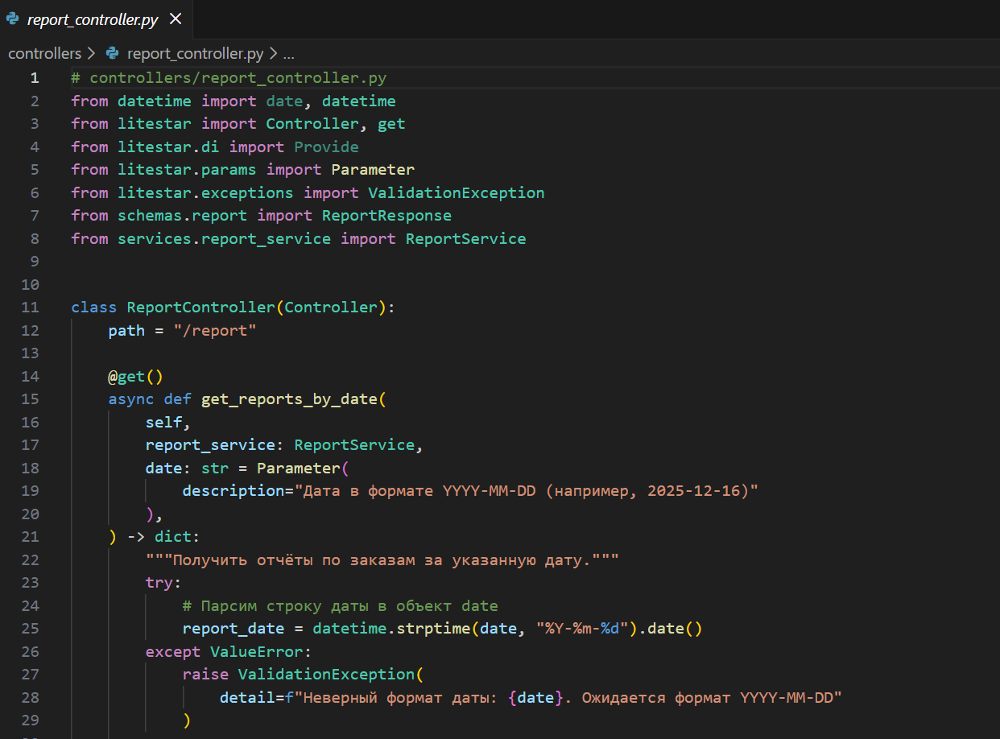 report_controller.py
controllers > report_controller.py > ...
1 # controllers/report_controller.py
2 from datetime import date, datetime
3 from litestar import Controller, get
4 from litestar.di import Provide
5 from litestar.params import Parameter
6 from litestar.exceptions import ValidationException
7 from schemas.report import ReportResponse
8 from services.report_service import ReportService
9
10
11 class ReportController(Controller):
12     path = "/report"
13
14     @get()
15     async def get_reports_by_date(
16         self,
17         report_service: ReportService,
18         date: str = Parameter(
19             description="Дата в формате YYYY-MM-DD (например, 2025-12-16)"
20         ),
21     ) -> dict:
22         """Получить отчёты по заказам за указанную дату."""
23         try:
24             # Парсим строку даты в объект date
25             report_date = datetime.strptime(date, "%Y-%m-%d").date()
26         except ValueError:
27             raise ValidationException(
28                 detail=f"Неверный формат даты: {date}. Ожидается формат YYYY-MM-DD"
29             )